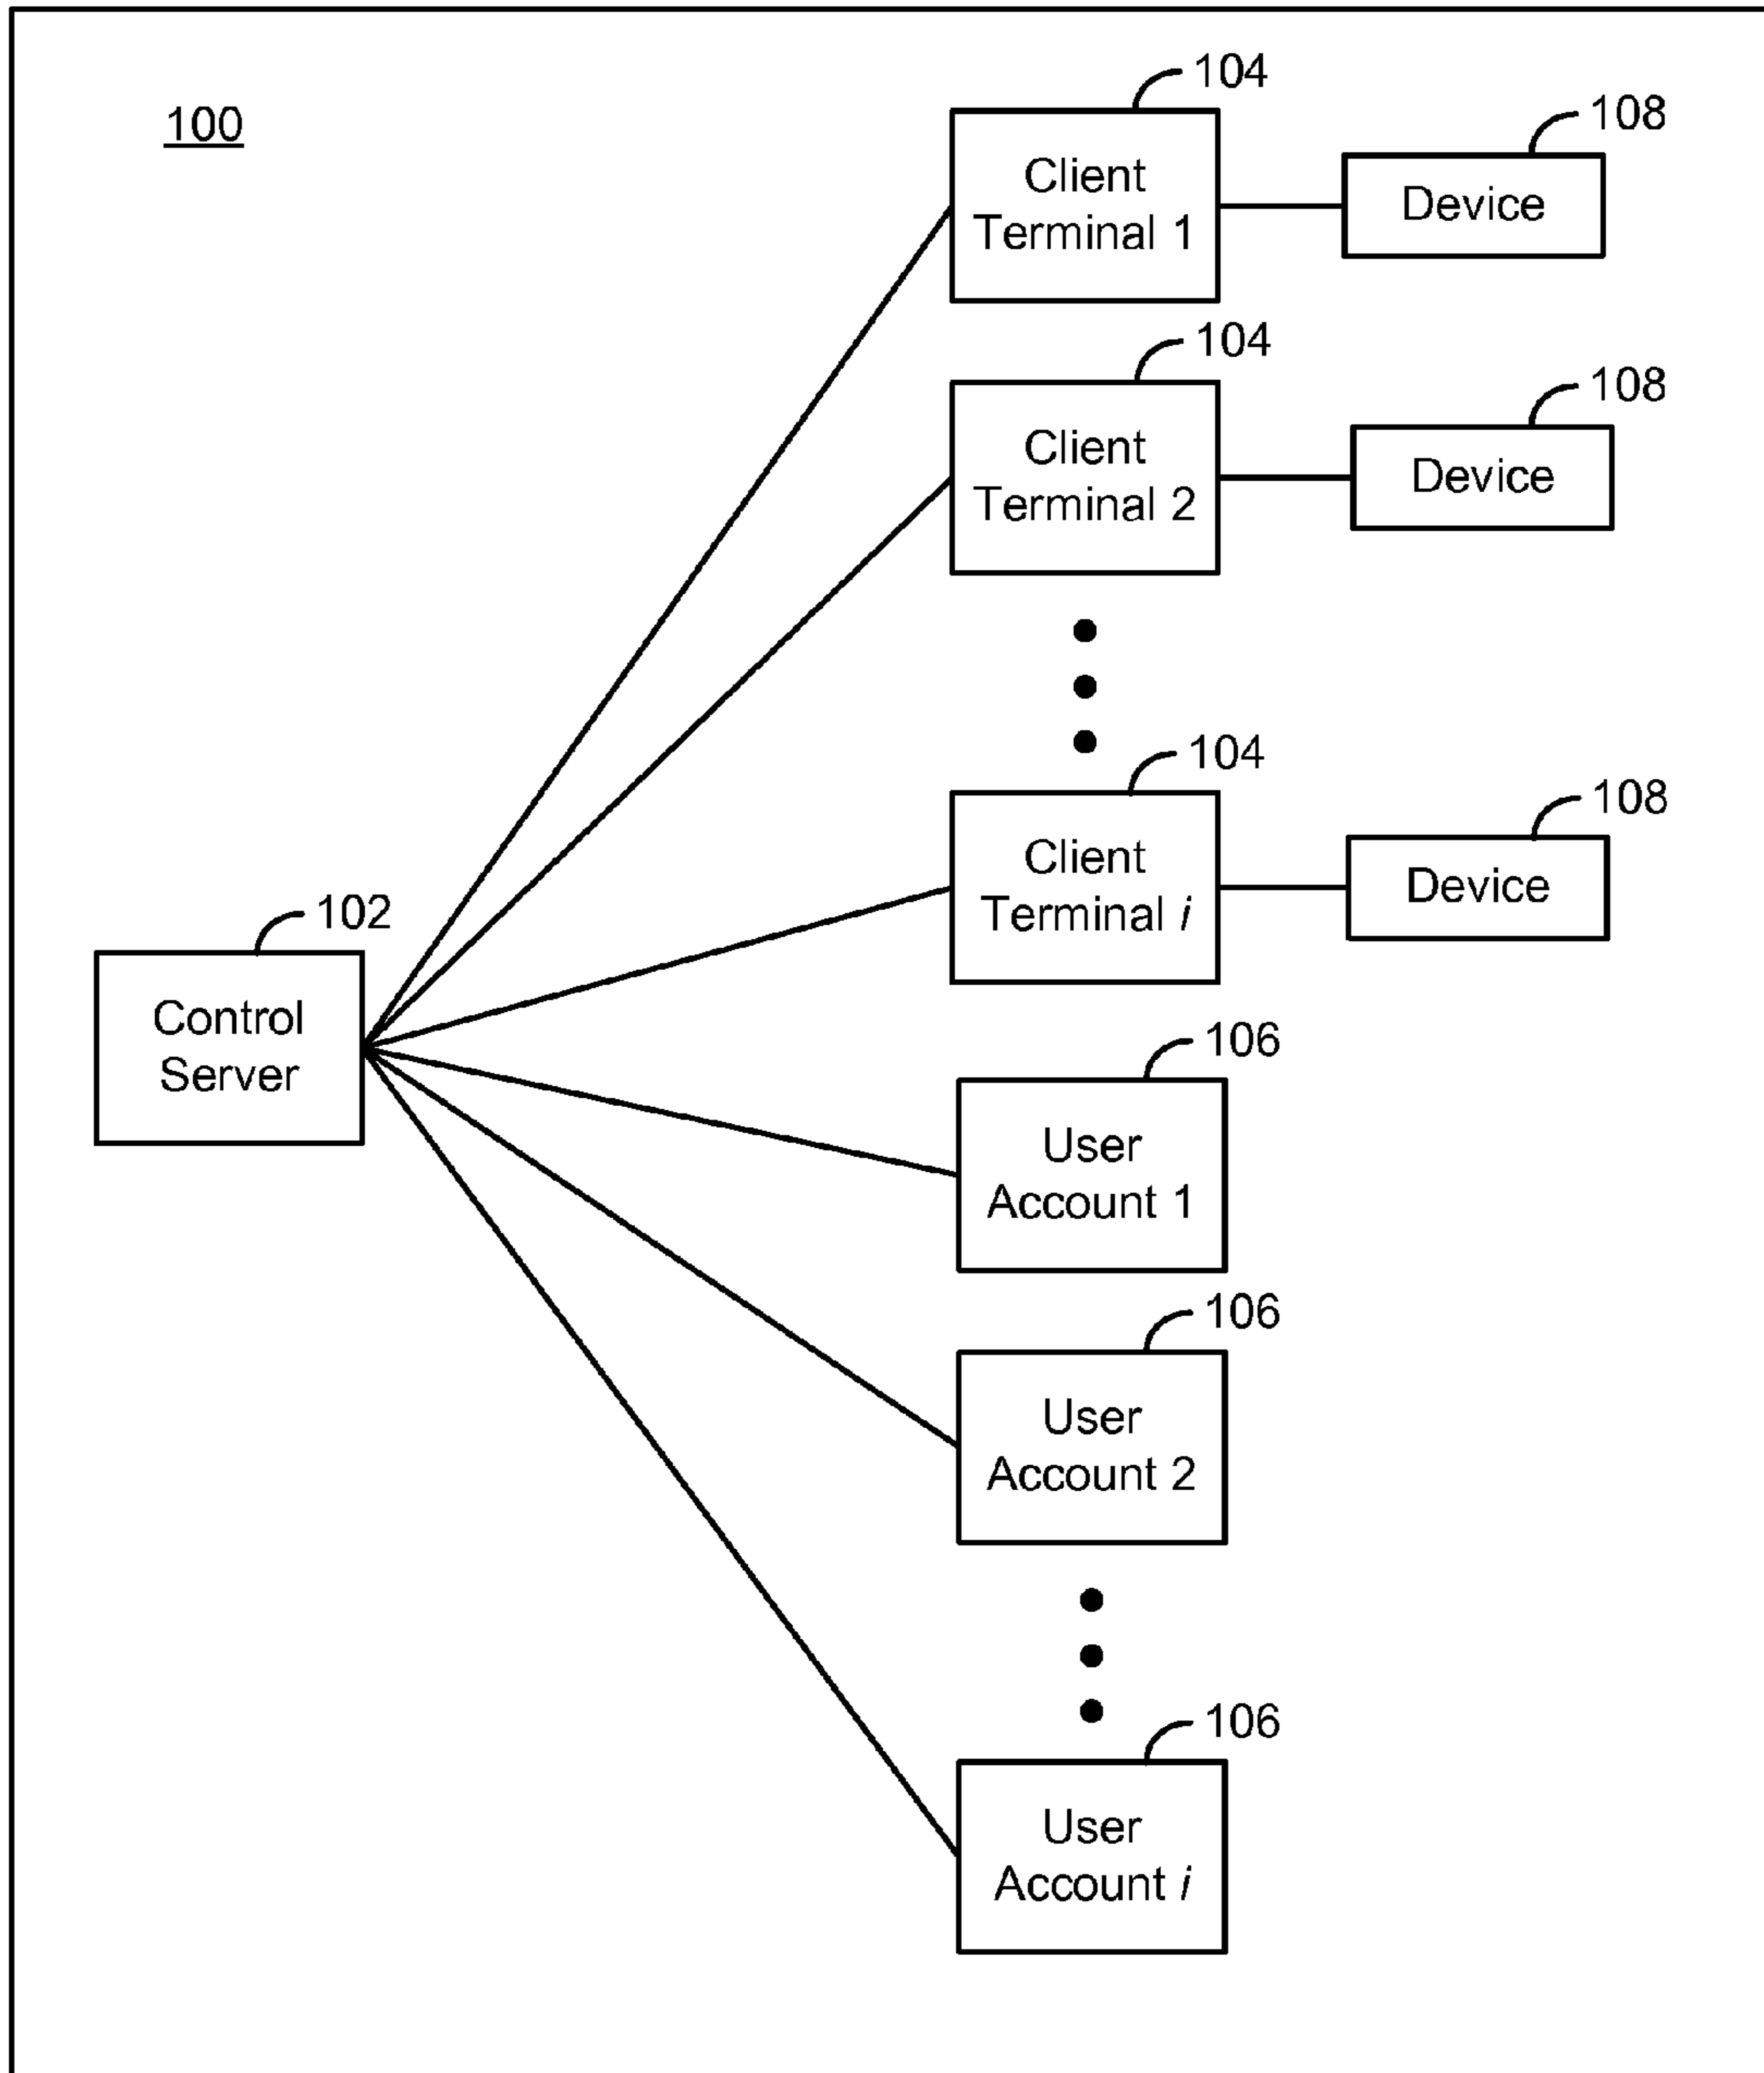 100
104
Client
Terminal 1
108
Device
104
Client
Terminal 2
108
Device
104
Client
Terminal i
108
Device
102
Control
Server
106
User
Account 1
106
User
Account 2
106
User
Account i